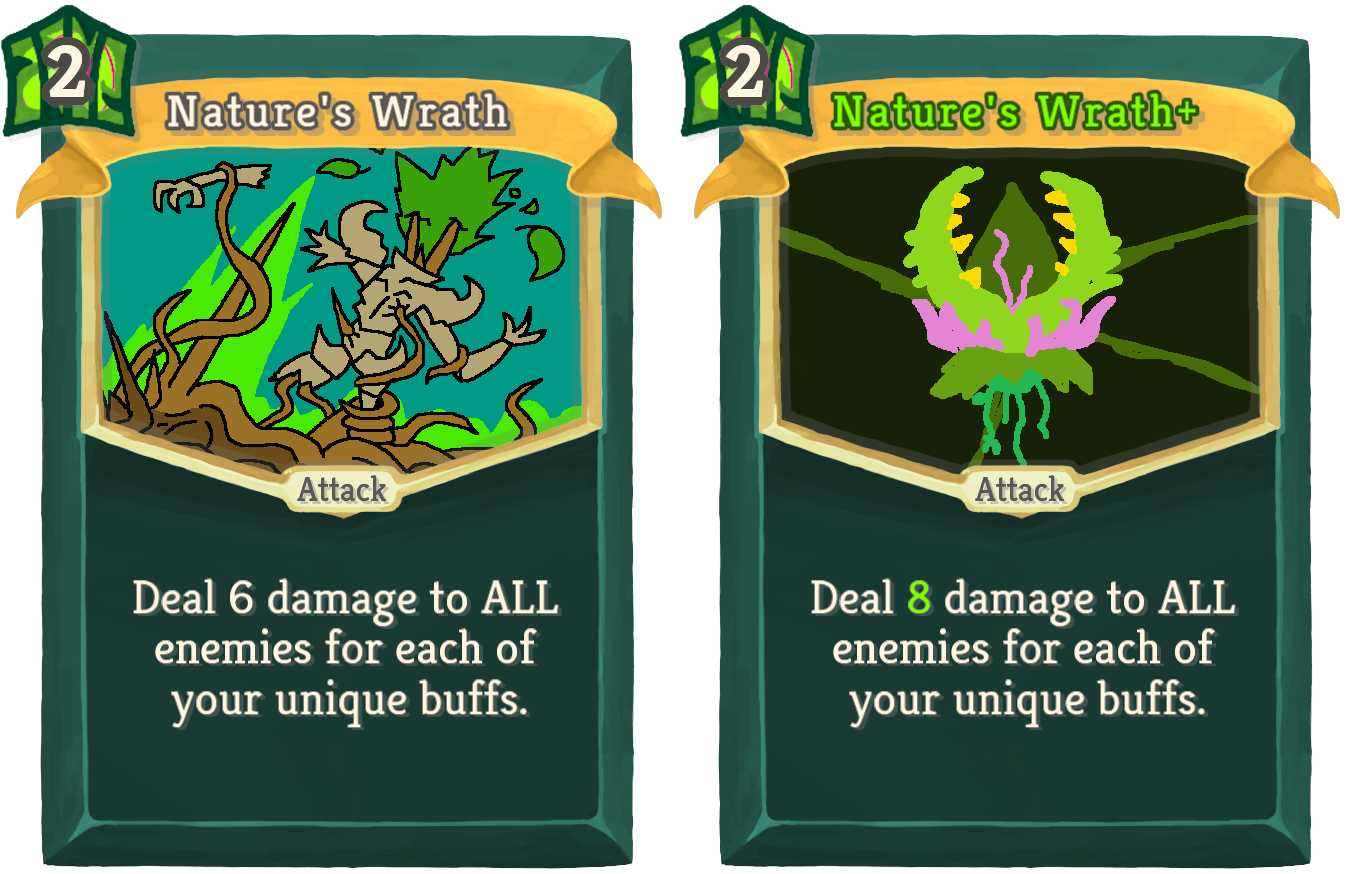 2
Nature's Wrath
Attack
Deal 6 damage to ALL
enemies for each of
your unique buffs.
2
Nature's Wrath+
Attack
Deal 8 damage to ALL
enemies for each of
your unique buffs.